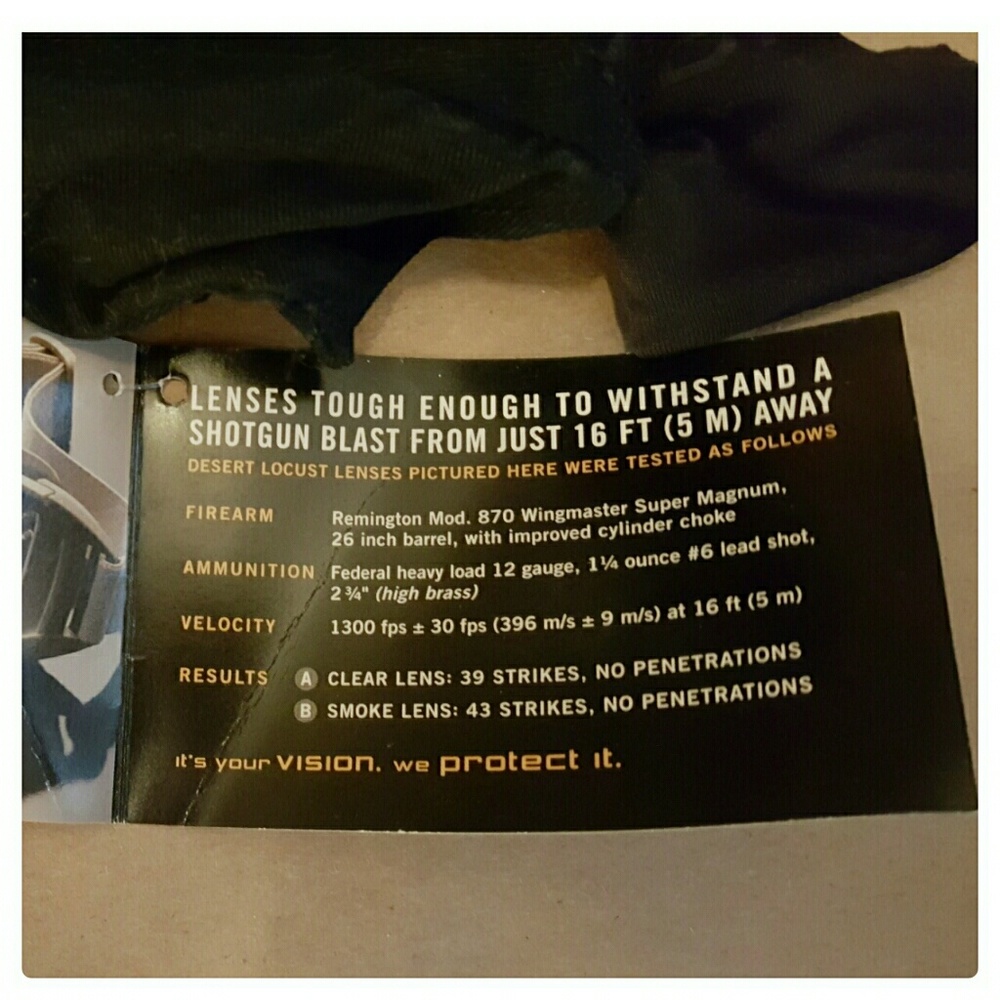 LENSES TOUGH ENOUGH TO WITHSTAND A
SHOTGUN BLAST FROM JUST 16 FT (5 M) AWAY
DESERT LOCUST LENSES PICTURED HERE WERE TESTED AS FOLLOWS
FIREARM Remington Mod. 870 Wingmaster Super Magnum,
26 inch barrel, with improved cylinder choke
AMMUNITION Federal heavy load 12 gauge, 1¼ ounce #6 lead shot,
2¾" (high brass)
VELOCITY 1300 fps ± 30 fps (396 m/s ± 9 m/s) at 16 ft (5 m)
RESULTS A CLEAR LENS: 39 STRIKES, NO PENETRATIONS
B SMOKE LENS: 43 STRIKES, NO PENETRATIONS
it's your VISION. we protect it.